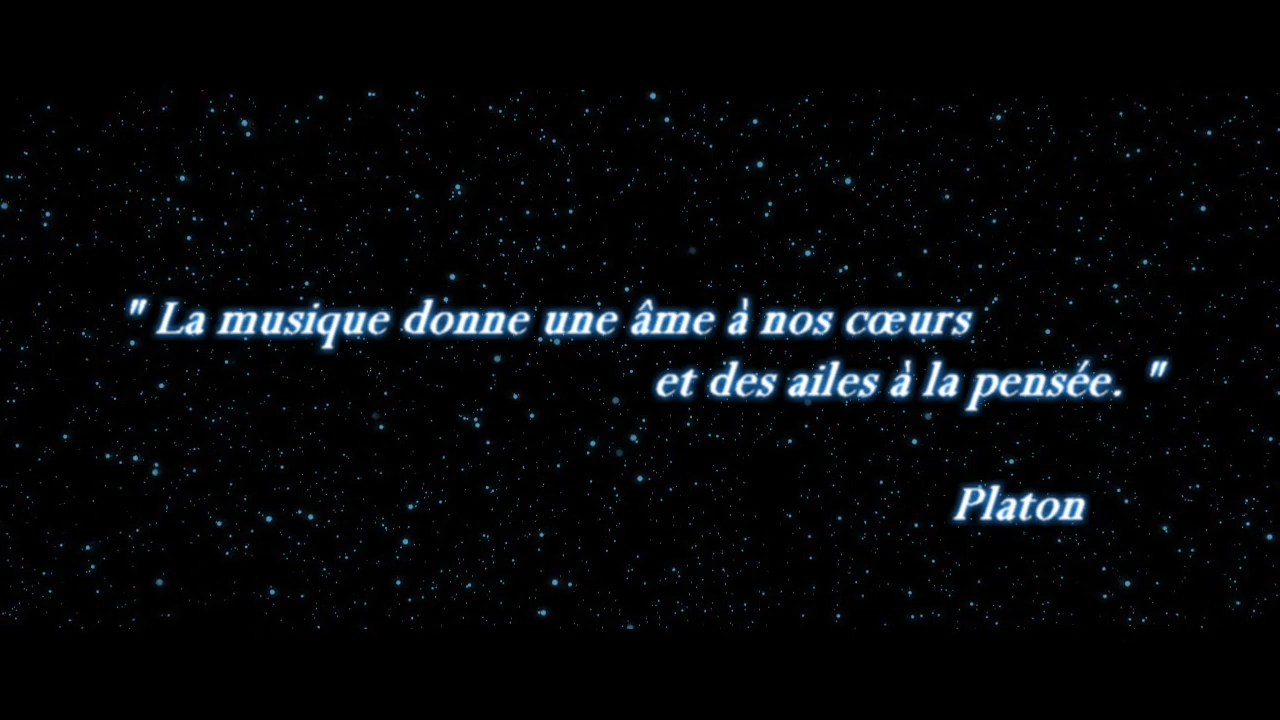 " La musique donne une âme à nos cœurs
et des ailes à la pensée. "
Platon